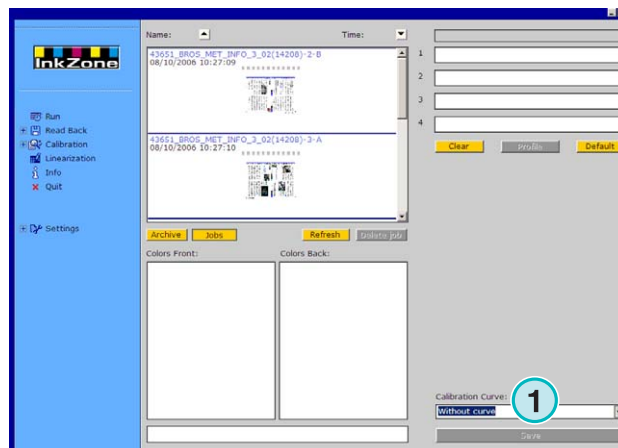 InkZone
Run
Read Back
Calibration
Linearization
Info
Quit
Settings
Name:
Time:
43651_BROS_MET_INFO_3_02(14208)-2-B
08/10/2006 10:27:09
43651_BROS_MET_INFO_3_02(14208)-3-A
08/10/2006 10:27:10
Archive
Jobs
Refresh
Delete job
Colors Front:
Colors Back:
1
2
3
4
Clear
Profile
Default
Calibration Curve:
1
Without curve
Save